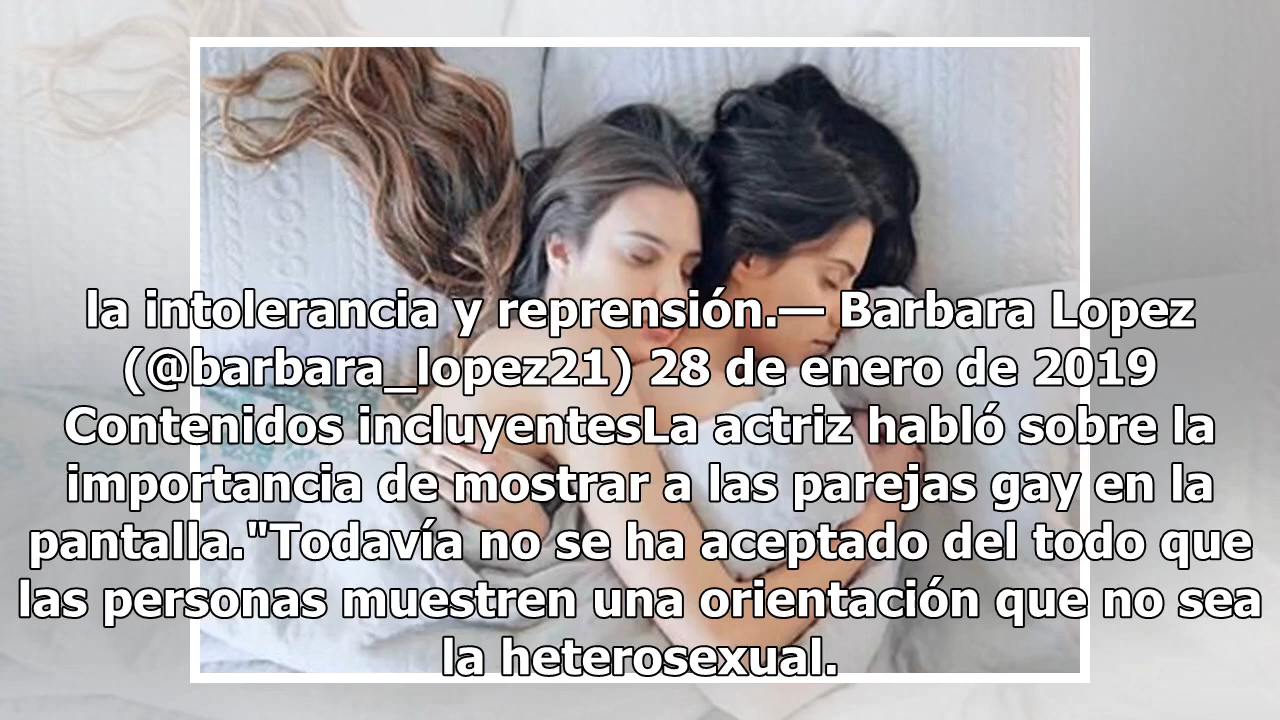 la intolerancia y reprensión.— Barbara Lopez
(@barbara_lopez21) 28 de enero de 2019
Contenidos incluyentesLa actriz habló sobre la
importancia de mostrar a las parejas gay en la
pantalla."Todavía no se ha aceptado del todo que
las personas muestren una orientación que no sea
la heterosexual.